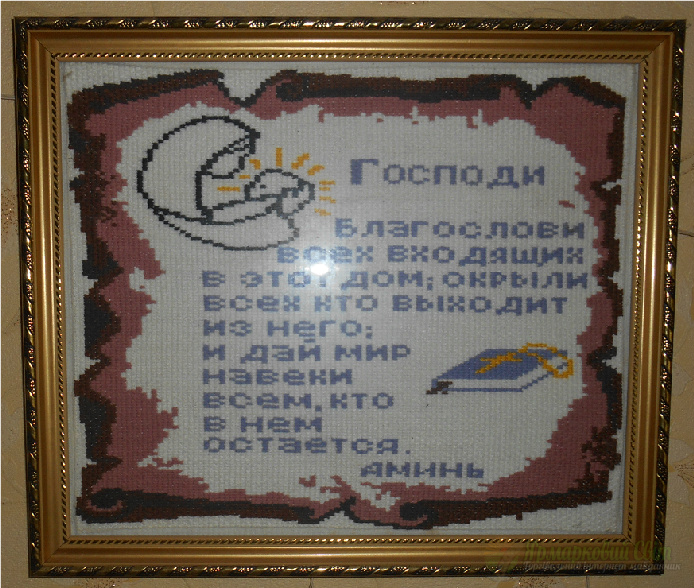 Господи
Благослови
всех входящих
в этот дом; окрыли
всех кто выходит
из него;
и дай мир
навеки
всем, кто
в нем
остаётся.
аминь